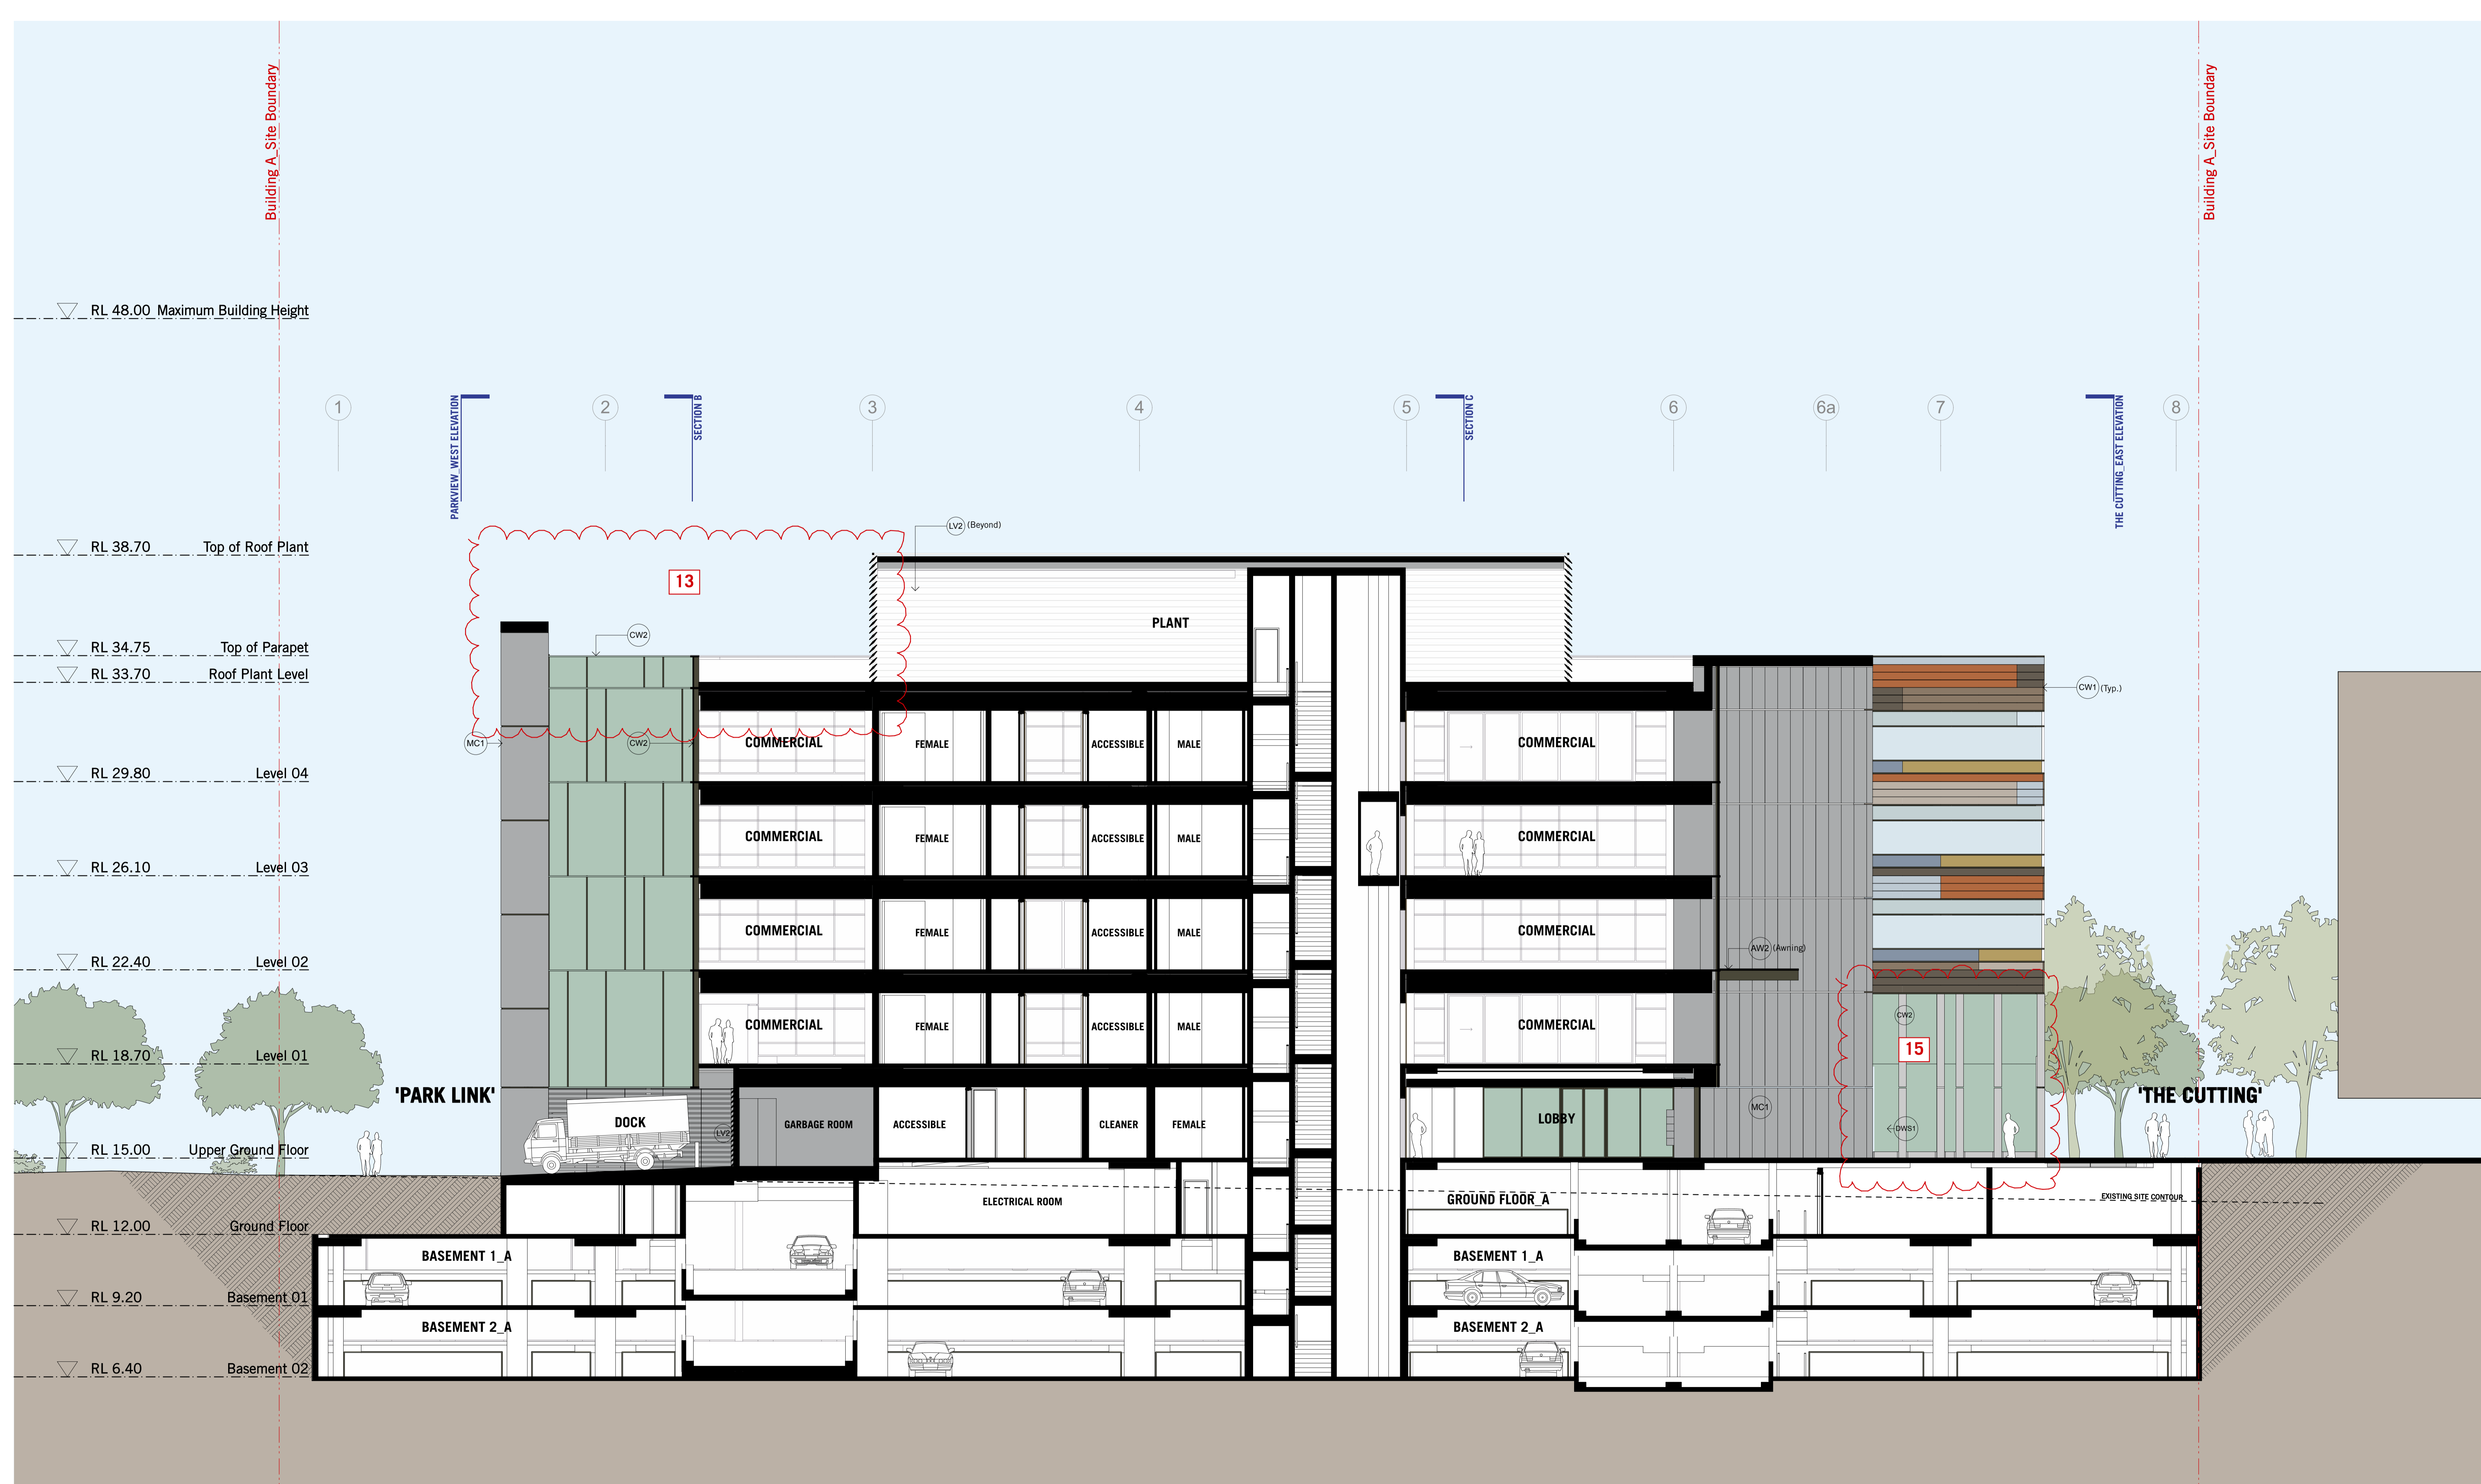 Building A_Site Boundary
Building A_Site Boundary
RL 48.00 Maximum Building Height
1
2
3
4
5
6
6a
7
8
PARKVIEW_WEST ELEVATION
SECTION B
SECTION C
THE CUTTING_EAST ELEVATION
LV2 (Beyond)
RL 38.70 Top of Roof Plant
13
PLANT
CW2
RL 34.75 Top of Parapet
RL 33.70 Roof Plant Level
CW1 (Typ.)
MC1
CW2
COMMERCIAL
FEMALE
ACCESSIBLE
MALE
COMMERCIAL
RL 29.80 Level 04
COMMERCIAL
FEMALE
ACCESSIBLE
MALE
COMMERCIAL
RL 26.10 Level 03
COMMERCIAL
FEMALE
ACCESSIBLE
MALE
COMMERCIAL
AW2 (Awning)
RL 22.40 Level 02
CW2
COMMERCIAL
FEMALE
ACCESSIBLE
MALE
COMMERCIAL
15
RL 18.70 Level 01
'PARK LINK'
'THE CUTTING'
MC1
DOCK
LV2
GARBAGE ROOM
ACCESSIBLE
CLEANER
FEMALE
LOBBY
DWS1
RL 15.00 Upper Ground Floor
ELECTRICAL ROOM
GROUND FLOOR_A
EXISTING SITE CONTOUR
RL 12.00 Ground Floor
BASEMENT 1_A
BASEMENT 1_A
RL 9.20 Basement 01
BASEMENT 2_A
BASEMENT 2_A
RL 6.40 Basement 02